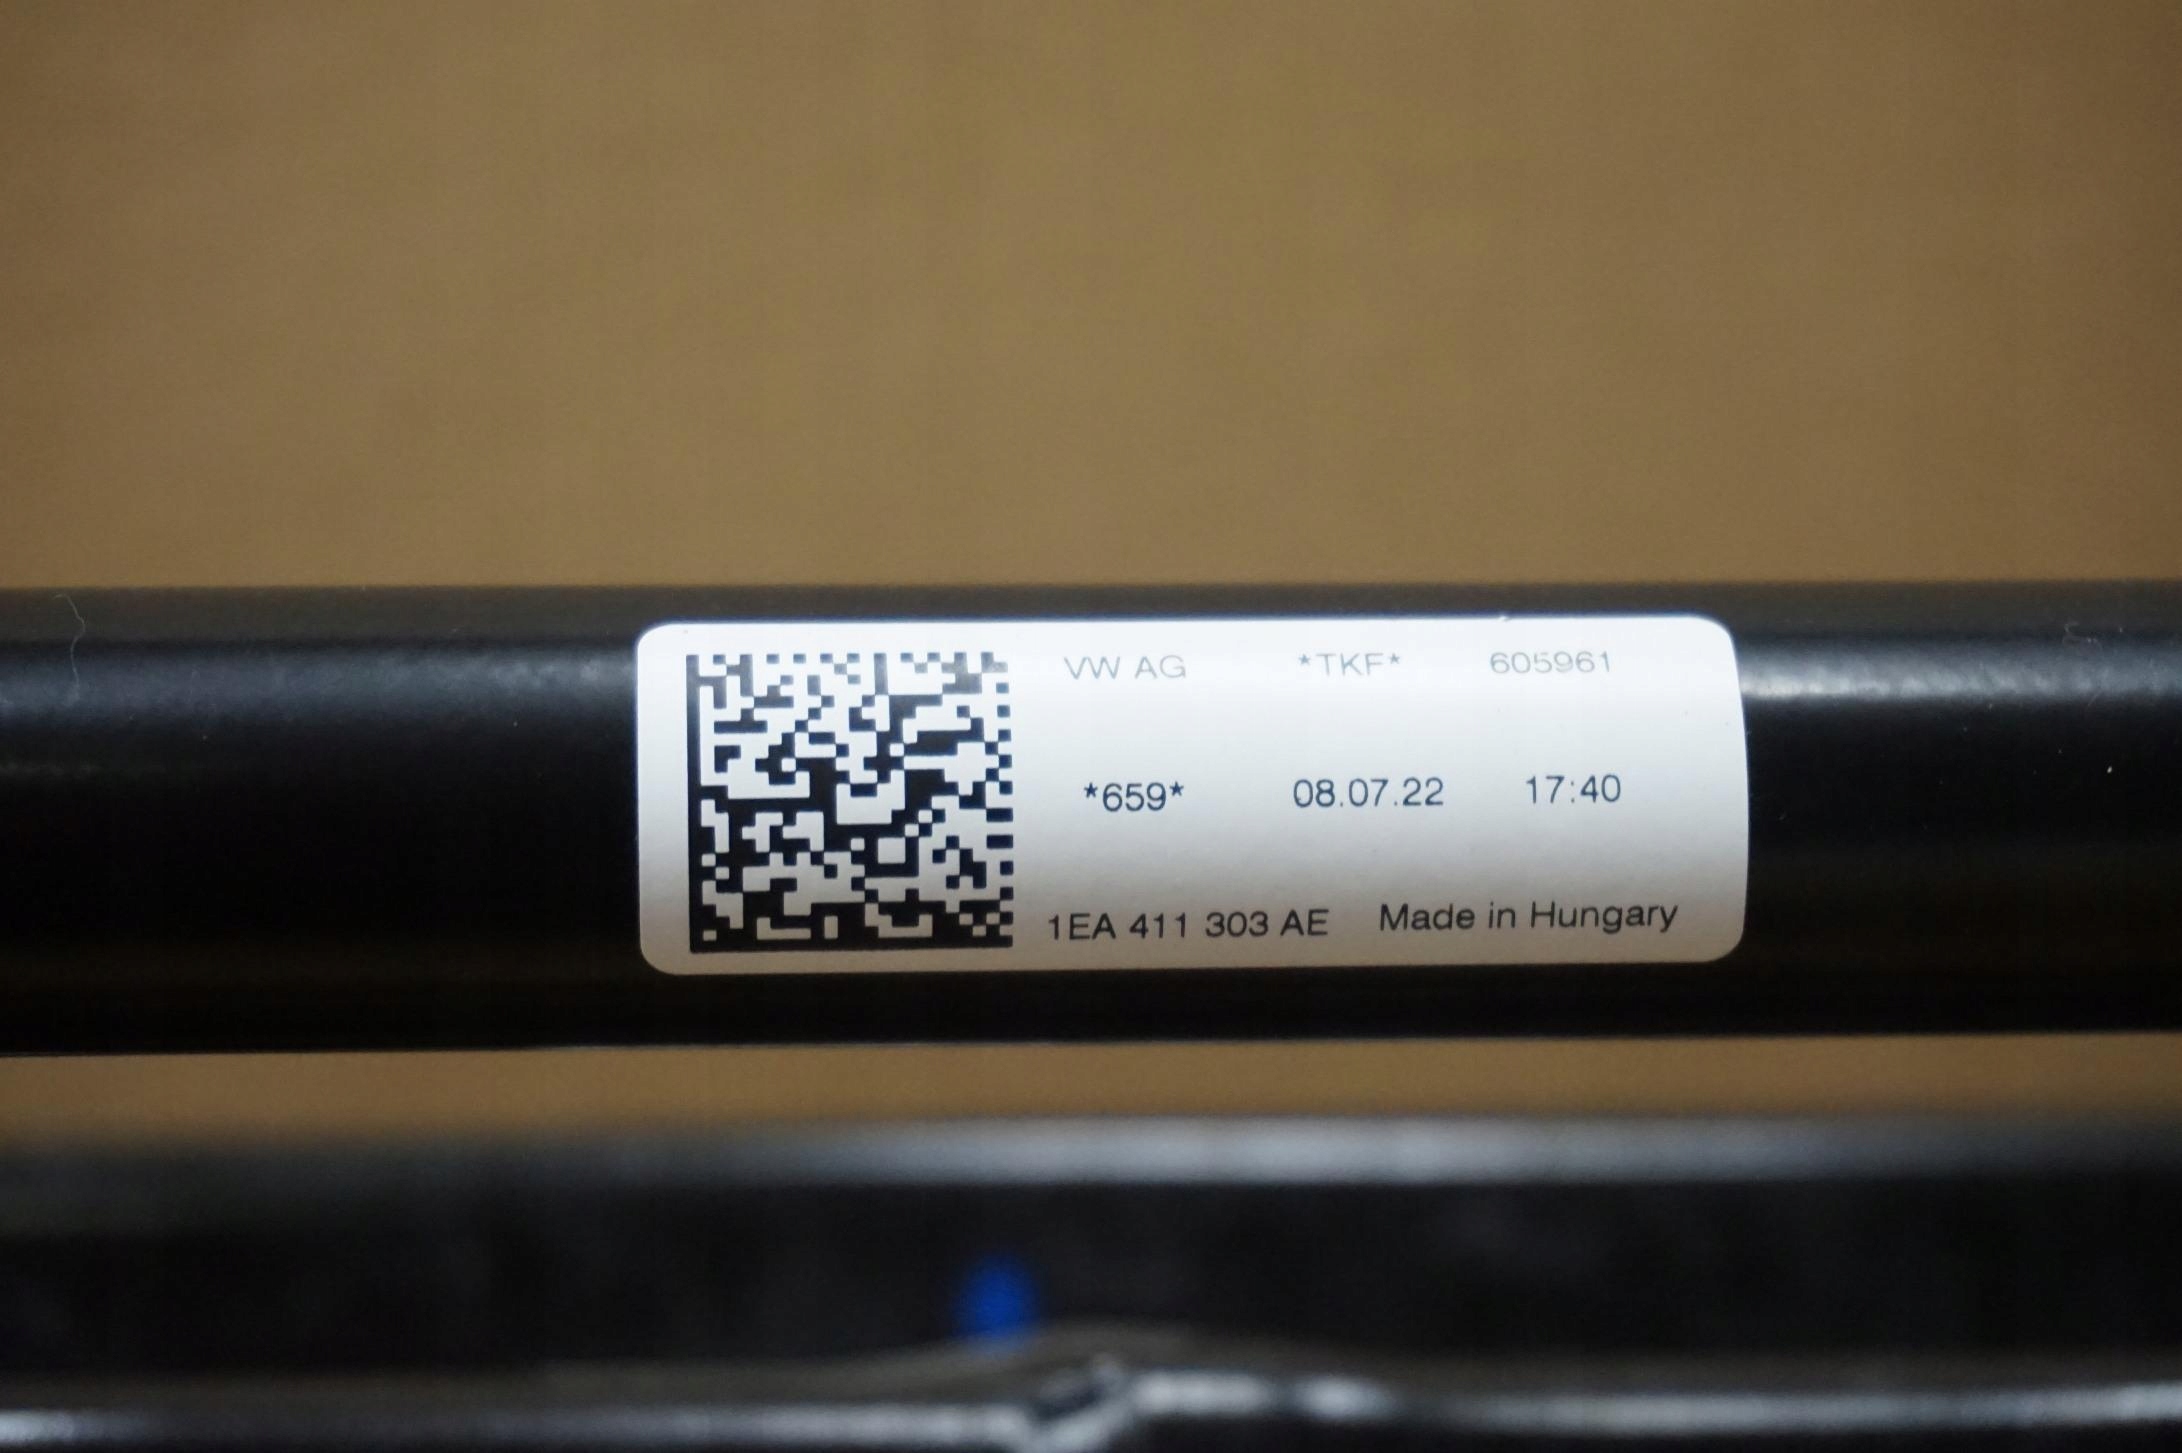 VW AG *TKF* 605961
*659* 08.07.22 17:40
1EA 411 303 AE Made in Hungary